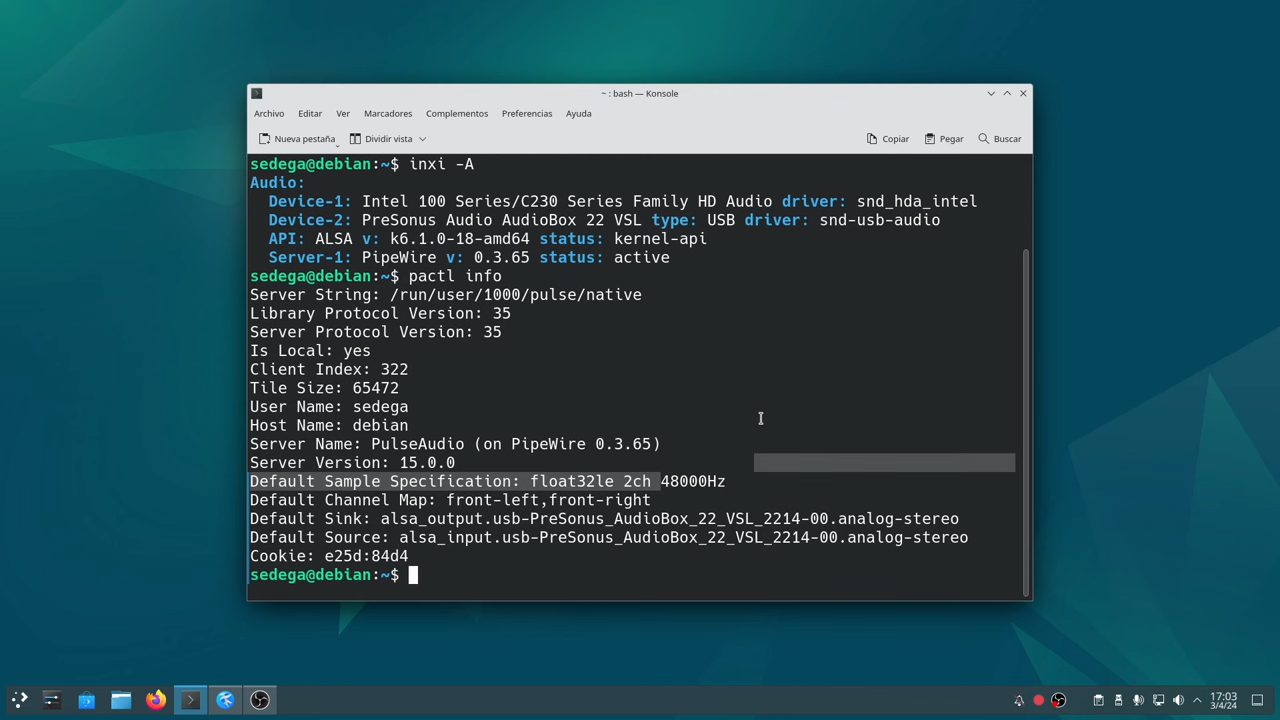 ~ : bash — Konsole
Archivo Editar Ver Marcadores Complementos Preferencias Ayuda
Nueva pestaña Dividir vista Copiar Pegar Buscar
sedega@debian:~$ inxi -A
Audio:
Device-1: Intel 100 Series/C230 Series Family HD Audio driver: snd_hda_intel
Device-2: PreSonus Audio AudioBox 22 VSL type: USB driver: snd-usb-audio
API: ALSA v: k6.1.0-18-amd64 status: kernel-api
Server-1: PipeWire v: 0.3.65 status: active
sedega@debian:~$ pactl info
Server String: /run/user/1000/pulse/native
Library Protocol Version: 35
Server Protocol Version: 35
Is Local: yes
Client Index: 322
Tile Size: 65472
User Name: sedega
Host Name: debian
Server Name: PulseAudio (on PipeWire 0.3.65)
Server Version: 15.0.0
Default Sample Specification: float32le 2ch 48000Hz
Default Channel Map: front-left,front-right
Default Sink: alsa_output.usb-PreSonus_AudioBox_22_VSL_2214-00.analog-stereo
Default Source: alsa_input.usb-PreSonus_AudioBox_22_VSL_2214-00.analog-stereo
Cookie: e25d:84d4
sedega@debian:~$
17:03
3/4/24